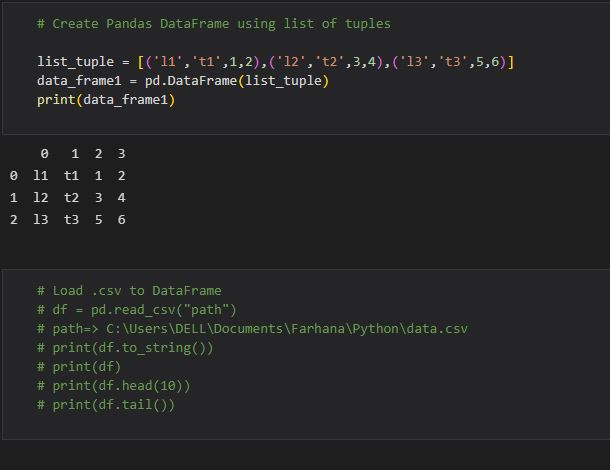 # Create Pandas DataFrame using list of tuples
list_tuple = [('l1','t1',1,2),('l2','t2',3,4),('l3','t3',5,6)]
data_frame1 = pd.DataFrame(list_tuple)
print(data_frame1)
0 1 2 3
0 l1 t1 1 2
1 l2 t2 3 4
2 l3 t3 5 6
# Load .csv to DataFrame
# df = pd.read_csv("path")
# path=> C:\Users\DELL\Documents\Farhana\Python\data.csv
# print(df.to_string())
# print(df)
# print(df.head(10))
# print(df.tail())